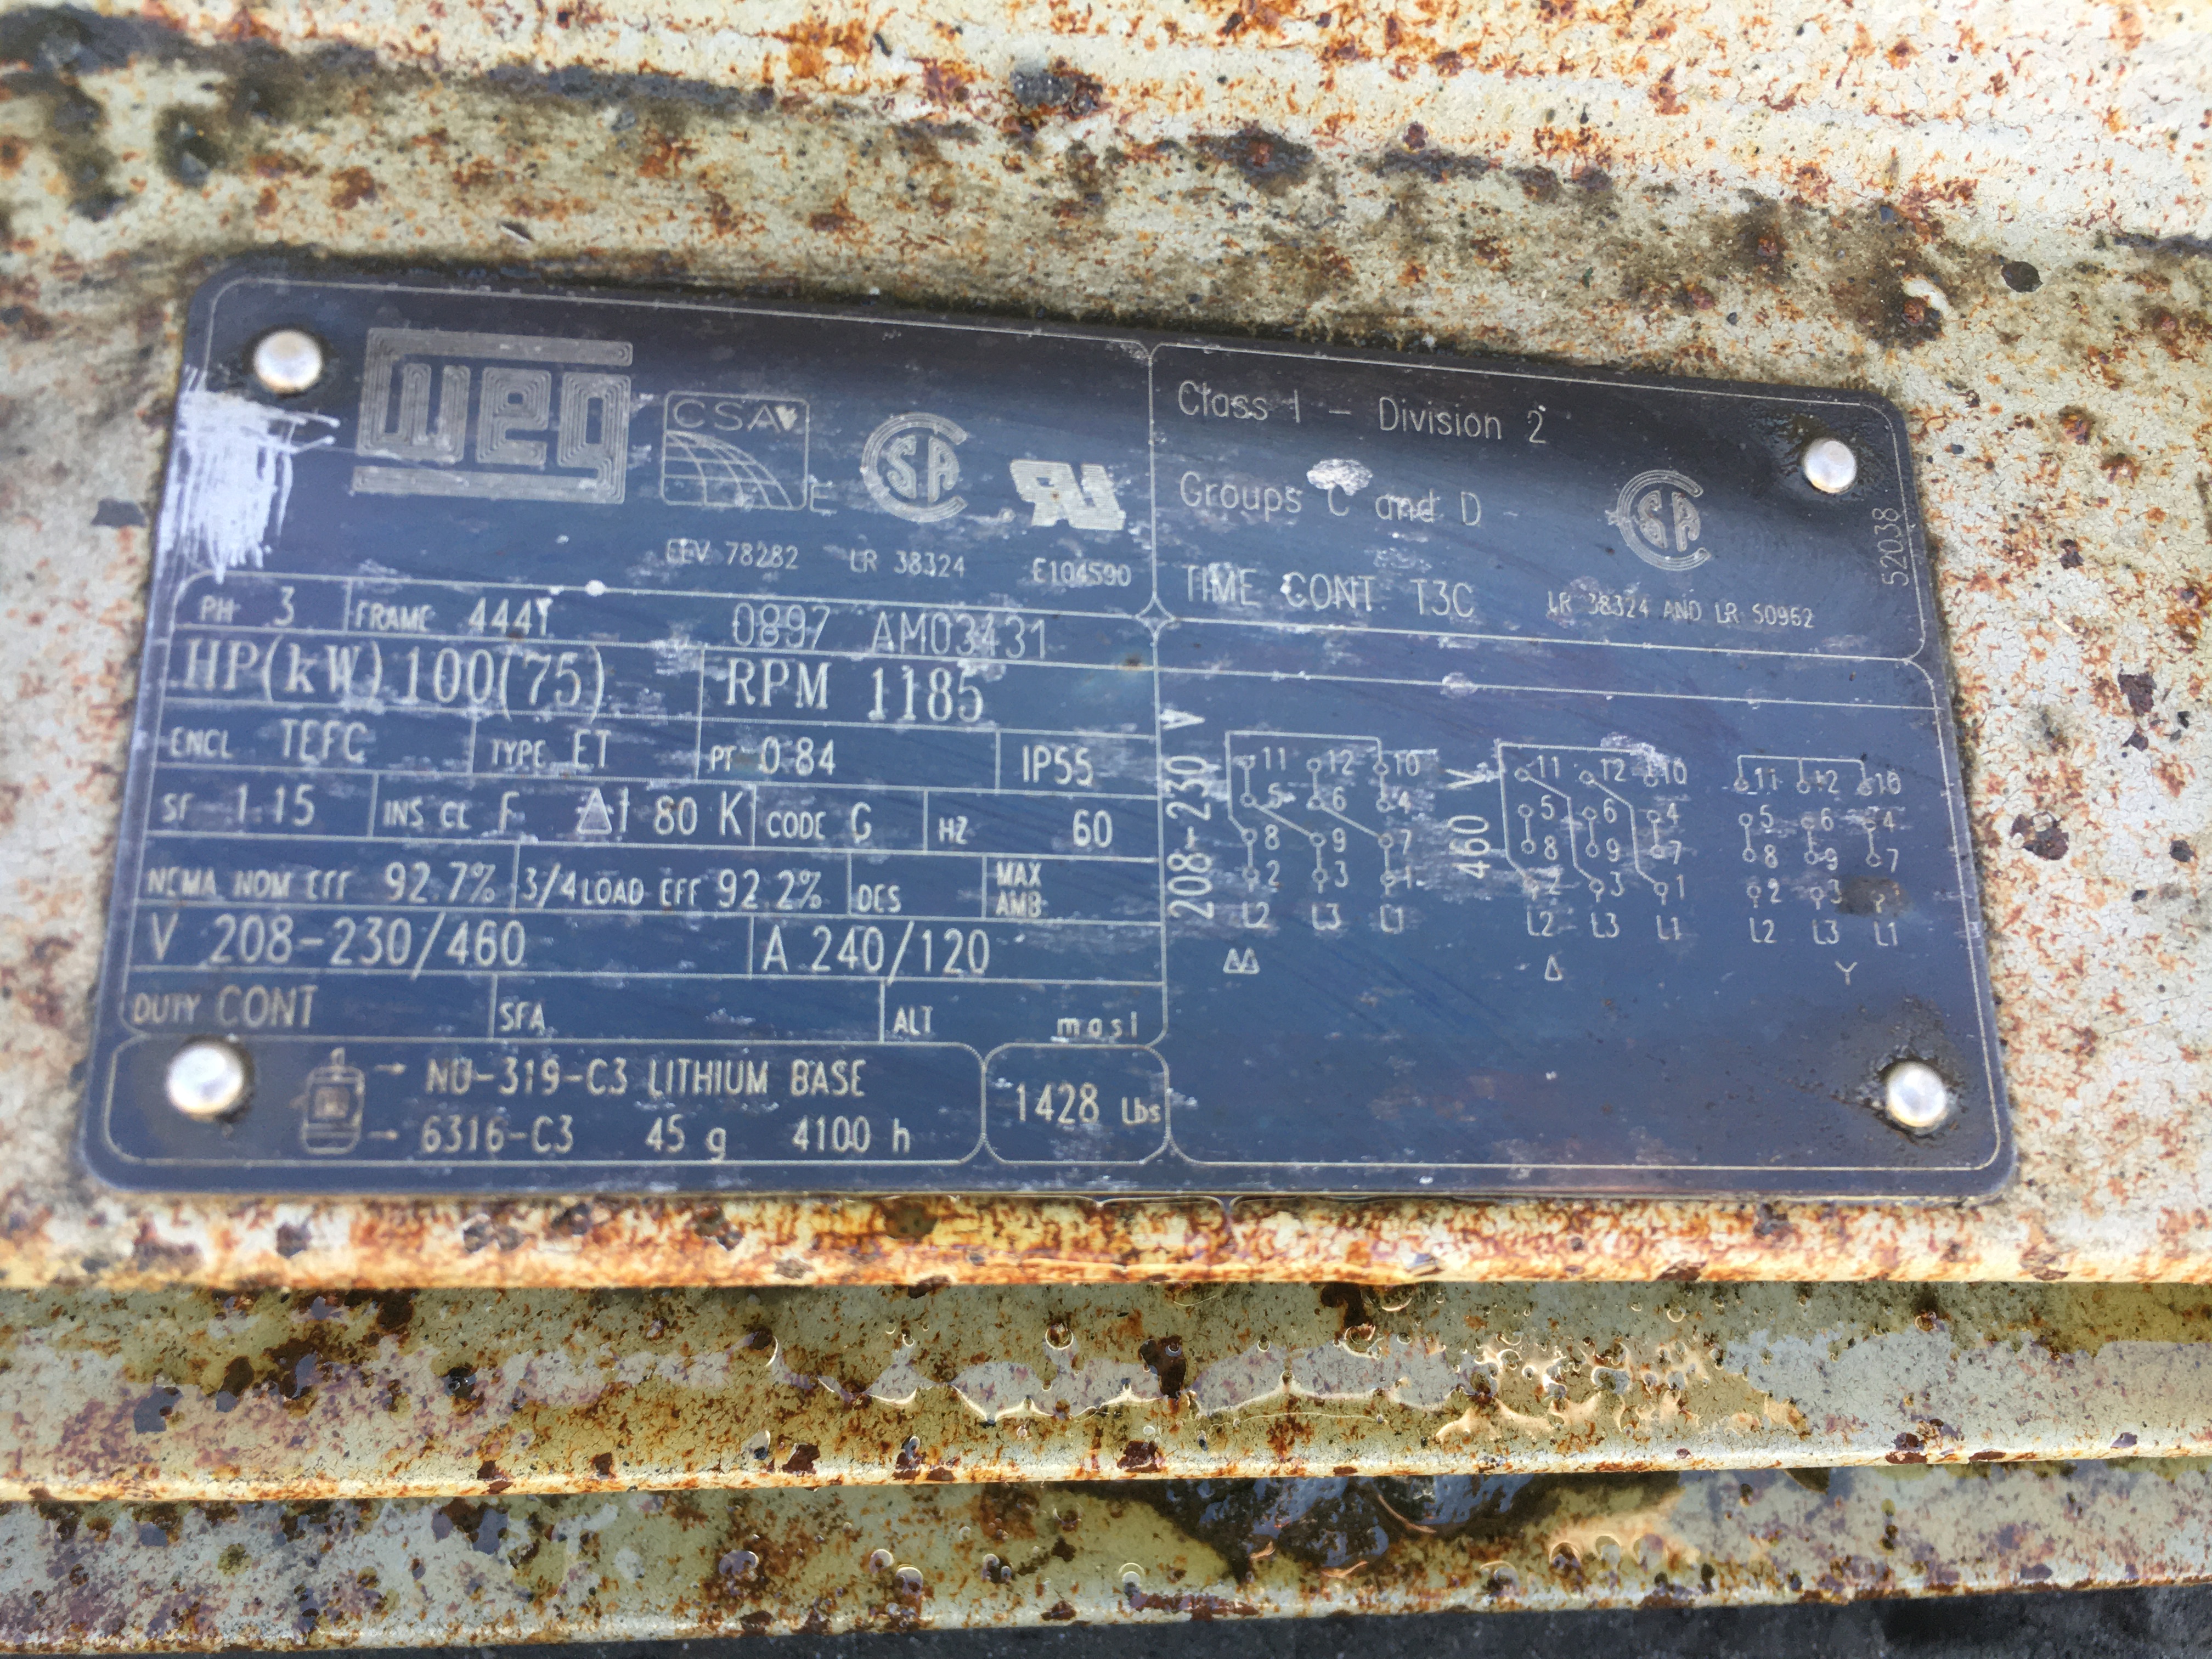 weg
CSA
E
SA
RU
EEV 78282 LR 38324 E104590
Class I - Division 2
Groups C and D
TIME CONT. T3C
LR 38324 AND LR 50962
52038
PH 3 FRAME 444T 0897 AM03431
HP(kW) 100(75) RPM 1185
ENCL TEFC TYPE ET PF 0.84 IP55
SF 1.15 INS CL F Δt 80 K CODE G HZ 60
NEMA NOM EFF 92.7% 3/4 LOAD EFF 92.2% DES MAX AMB
V 208-230/460 A 240/120
DUTY CONT SFA ALT masl
NU-319-C3 LITHIUM BASE
6316-C3 45 g 4100 h
1428 Lbs
208-230 V
11 12 10
5 6 4
8 9 7
2 3 1
L2 L3 L1
ΔΔ
460 V
11 12 10
5 6 4
8 9 7
2 3 1
L2 L3 L1
Δ
11 12 10
5 6 4
8 9 7
2 3
L2 L3 L1
Y